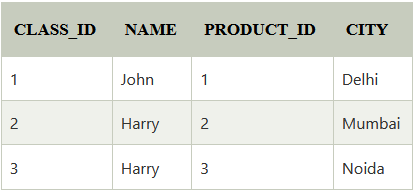 CLASS_ID NAME PRODUCT_ID CITY
1 John 1 Delhi
2 Harry 2 Mumbai
3 Harry 3 Noida